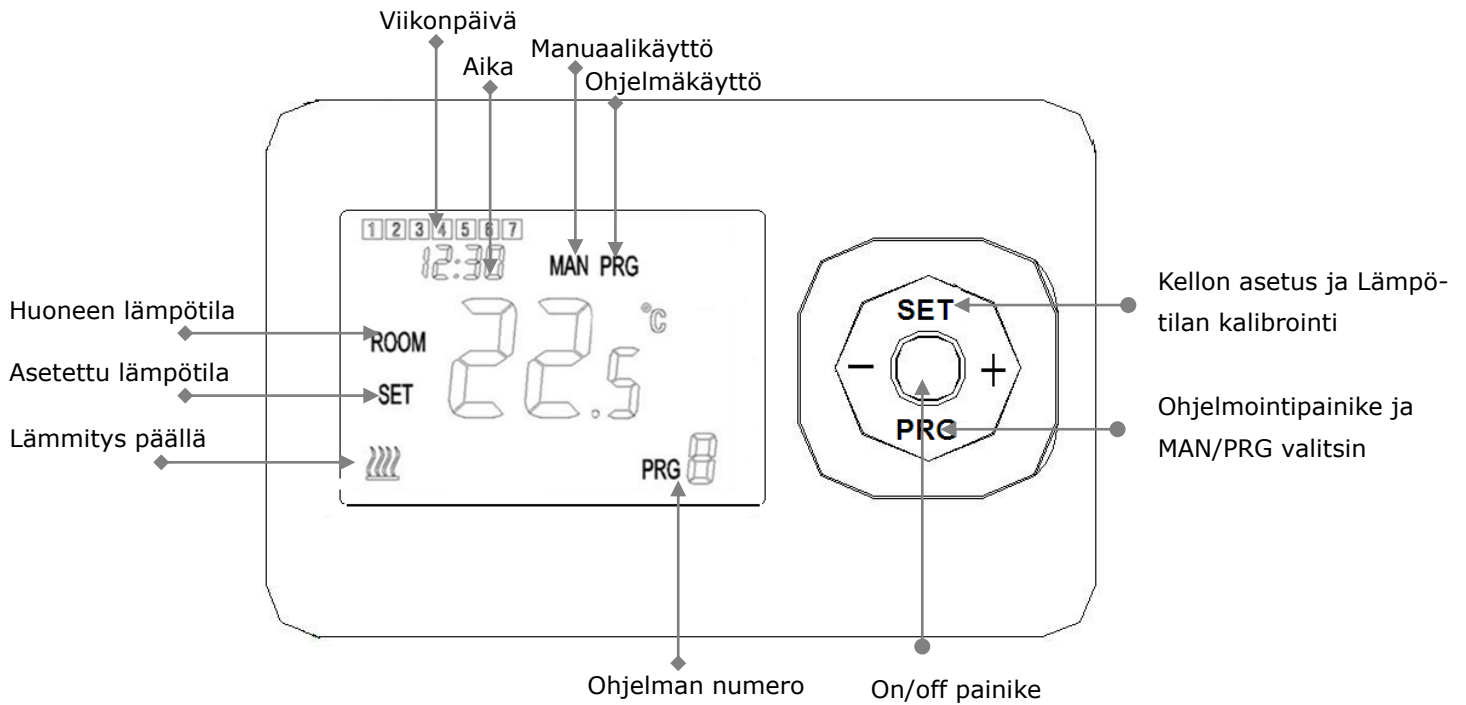 Viikonpäivä
Manuaalikäyttö
Aika
Ohjelmäkäyttö
1 2 3 4 5 6 7
12:30
MAN PRG
Huoneen lämpötila
ROOM
22.5 °C
Asetettu lämpötila
SET
Lämmitys päällä
PRG 8
SET
− +
PRG
Kellon asetus ja Lämpö-
tilan kalibrointi
Ohjelmointipainike ja
MAN/PRG valitsin
Ohjelman numero
On/off painike